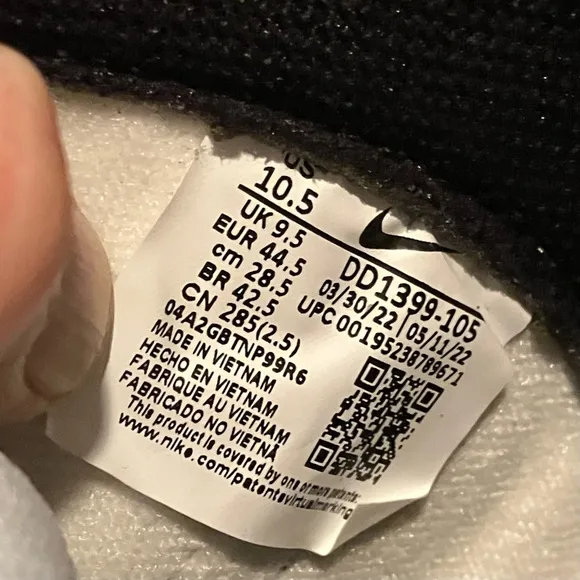 US
10.5
UK 9.5
EUR 44.5
cm 28.5
BR 42.5
CN 285(2.5)
04A2GBTNP99R6
MADE IN VIETNAM
HECHO EN VIETNAM
FABRIQUE AU VIETNAM
FABRICADO NO VIETNÃ
This product is covered by one or more patents:
www.nike.com/patentsvirtualmarking
DD1399-105
03/30/22 | 05/11/22
UPC 00195238789671